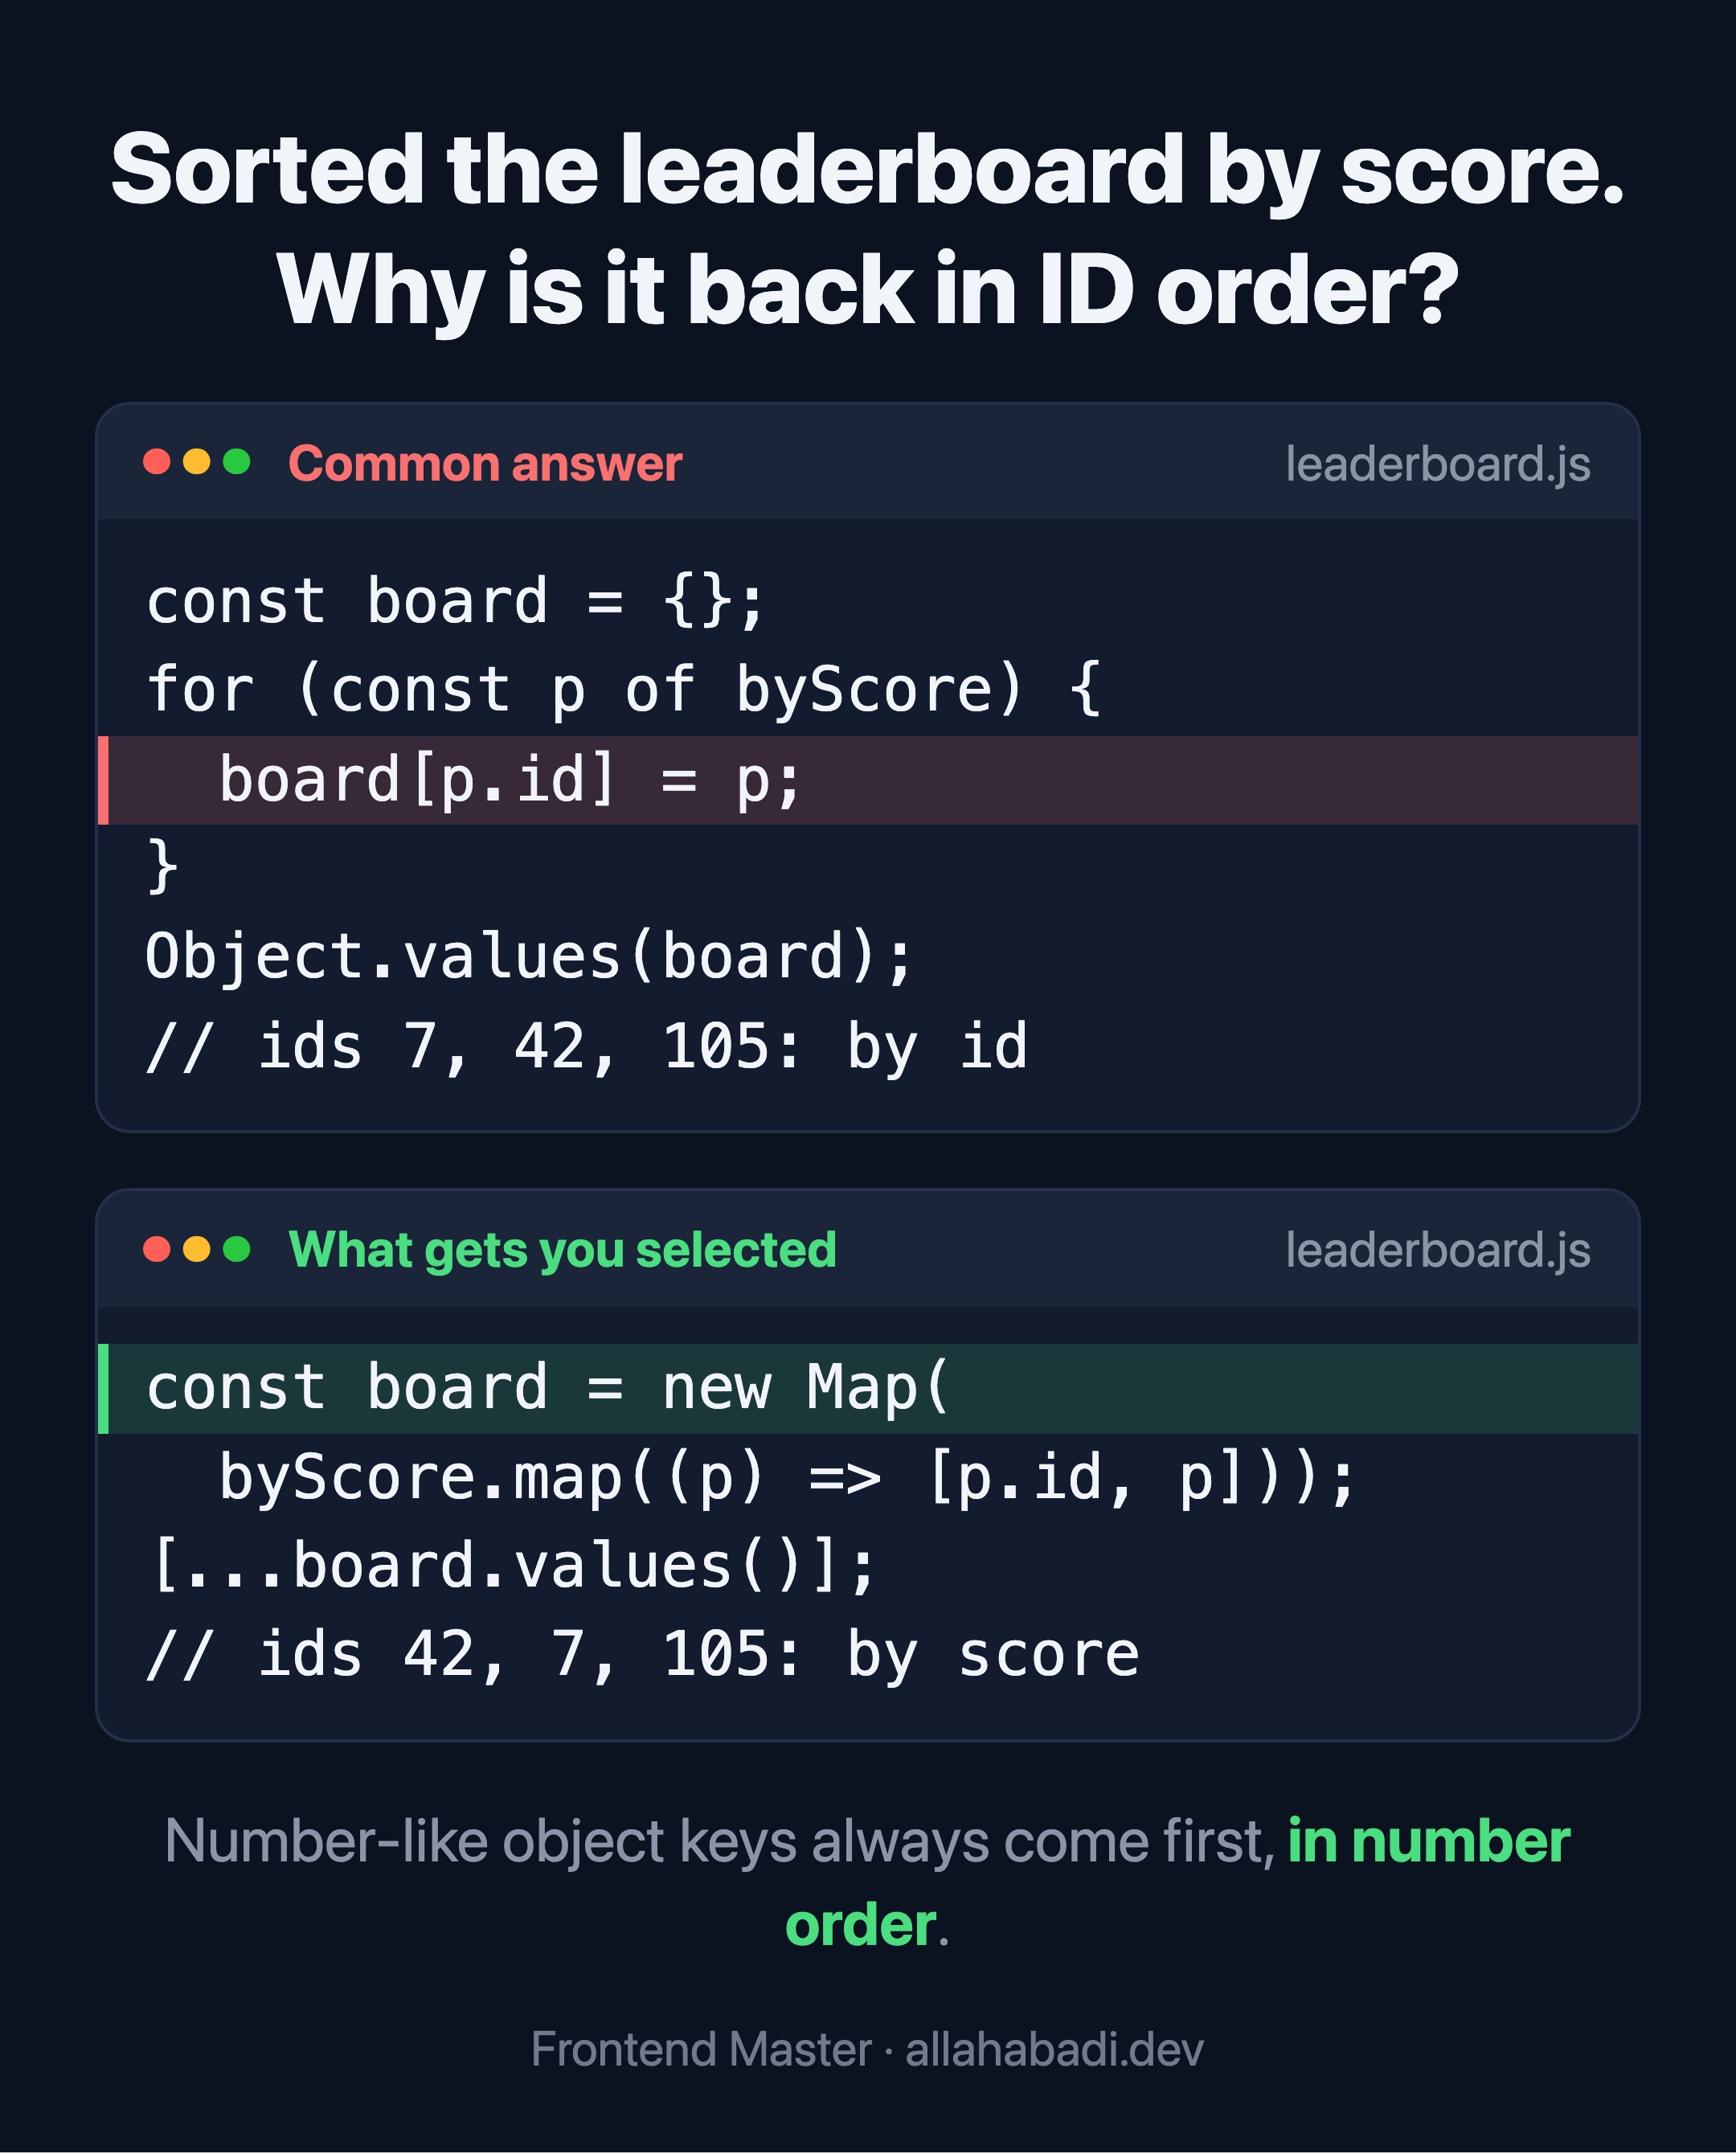 Sorted the leaderboard by score.
Why is it back in ID order?
Common answer
leaderboard.js
const board = {};
for (const p of byScore) {
  board[p.id] = p;
}
Object.values(board);
// ids 7, 42, 105: by id
What gets you selected
leaderboard.js
const board = new Map(
  byScore.map((p) => [p.id, p]));
[...board.values()];
// ids 42, 7, 105: by score
Number-like object keys always come first, in number
order.
Frontend Master · allahabadi.dev